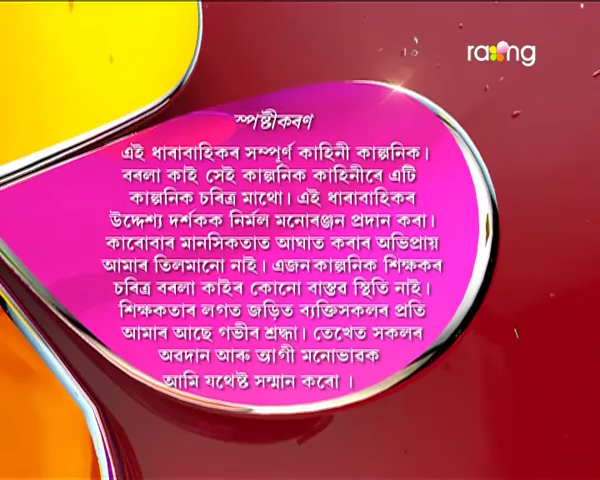 rang
স্পষ্টীকৰণ
এই ধাৰাবাহিকৰ সম্পূৰ্ণ কাহিনী কাল্পনিক।
বৰলা কাই সেই কাল্পনিক কাহিনীৰে এটি
কাল্পনিক চৰিত্ৰ মাথো। এই ধাৰাবাহিকৰ
উদ্দেশ্য দৰ্শকক নিৰ্মল মনোৰঞ্জন প্ৰদান কৰা।
কাৰোবাৰ মানসিকতাত আঘাত কৰাৰ অভিপ্ৰায়
আমাৰ তিলমানো নাই। এজন কাল্পনিক শিক্ষকৰ
চৰিত্ৰ বৰলা কাইৰ কোনো বাস্তৱ স্থিতি নাই।
শিক্ষকতাৰ লগত জড়িত ব্যক্তিসকলৰ প্ৰতি
আমাৰ আছে গভীৰ শ্ৰদ্ধা। তেখেত সকলৰ
অৱদান আৰু ত্যাগী মনোভাৱক
আমি যথেষ্ট সন্মান কৰো ।